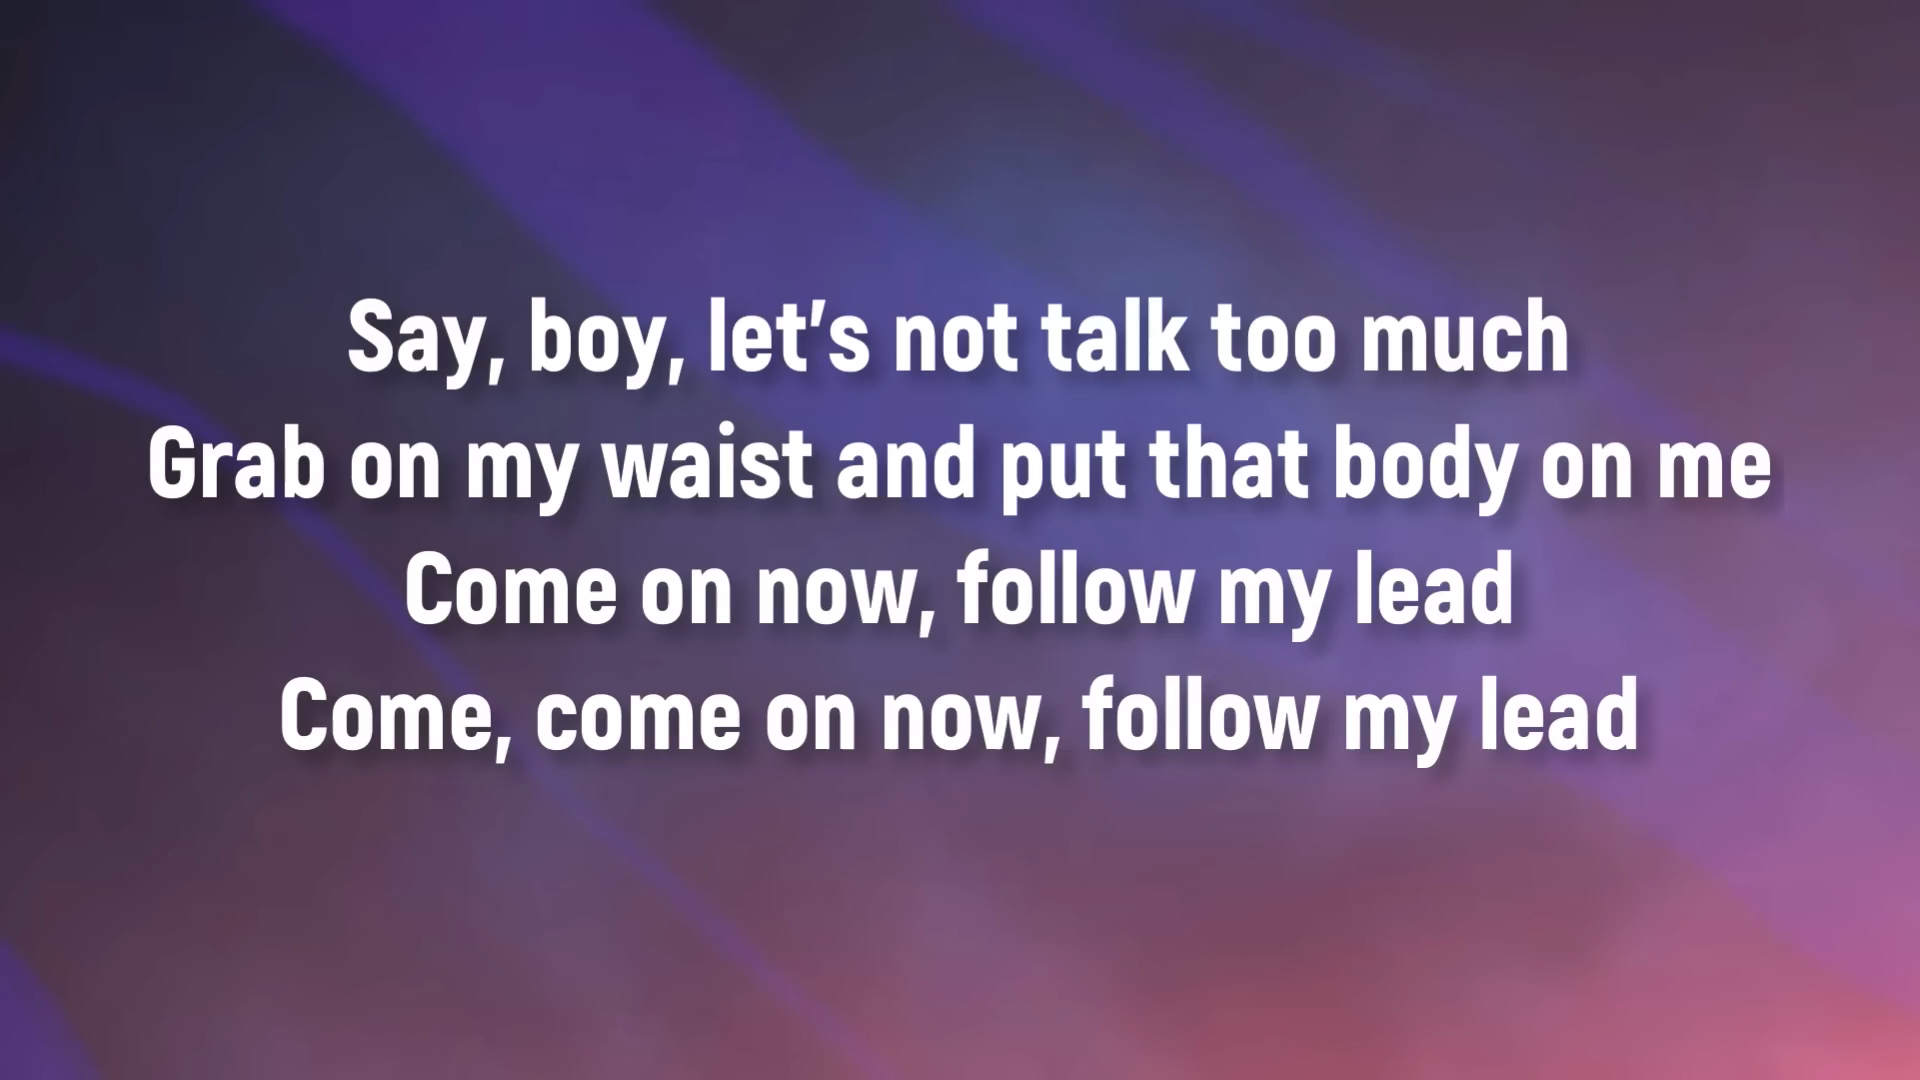 Say, boy, let's not talk too much
Grab on my waist and put that body on me
Come on now, follow my lead
Come, come on now, follow my lead